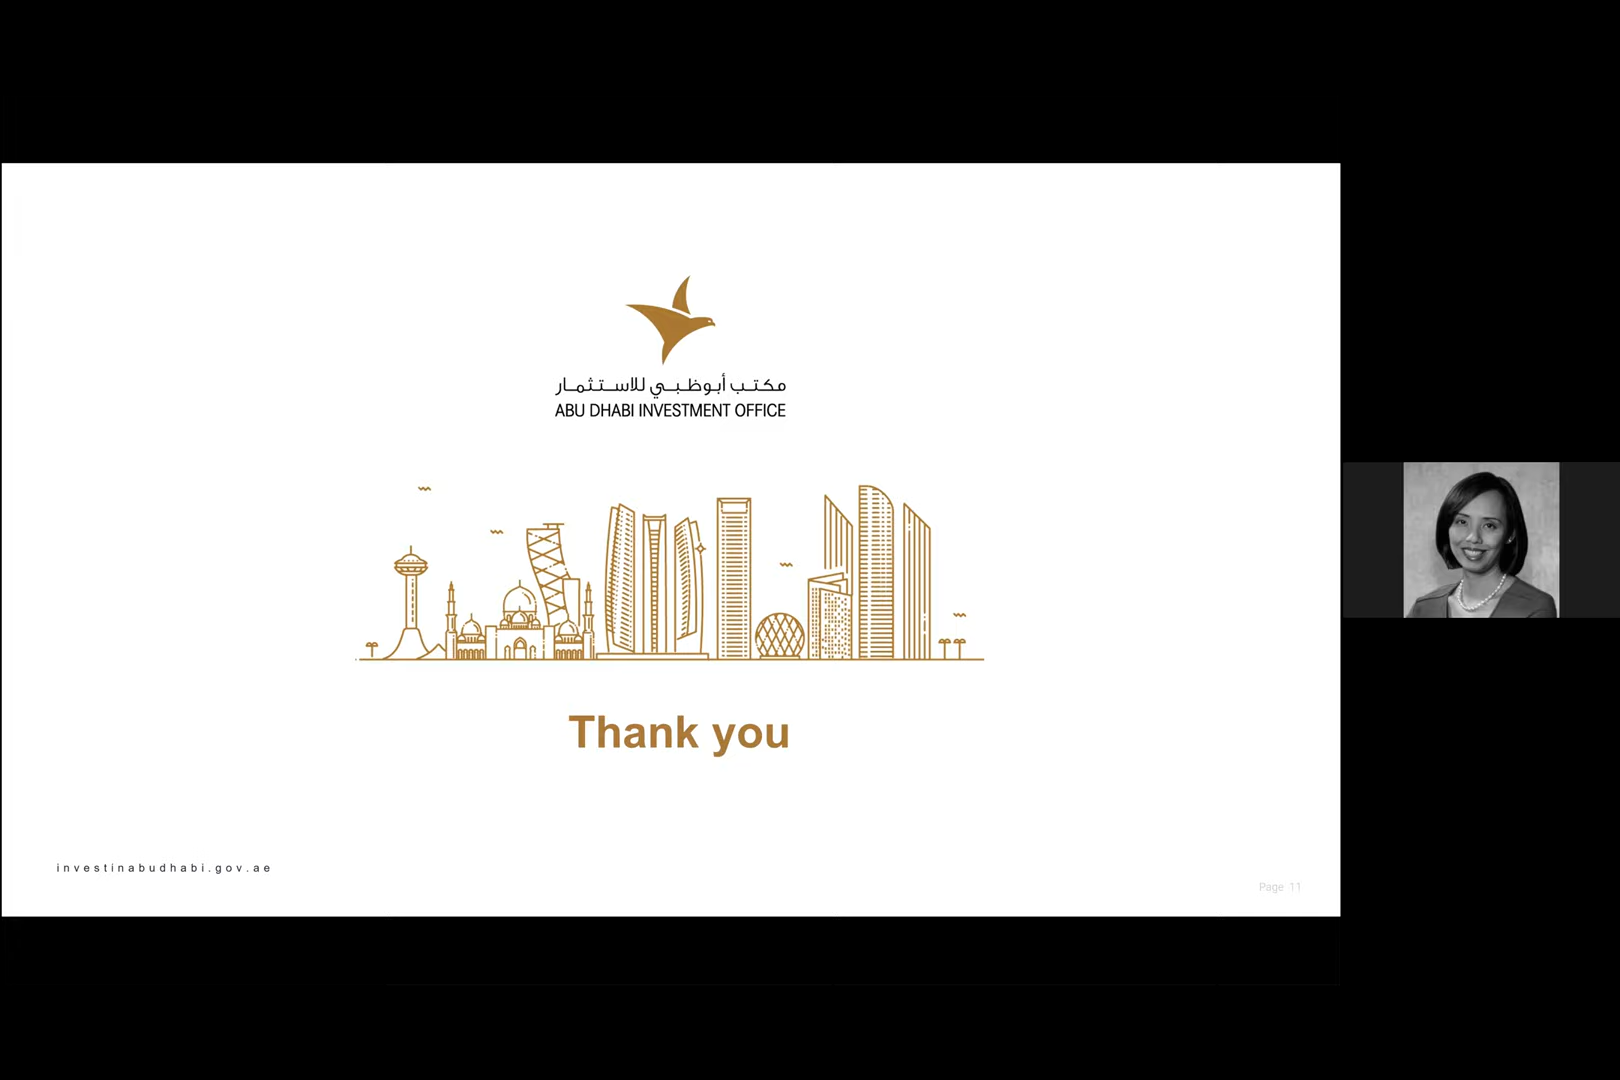 مكتب أبوظبي للاستثمار
ABU DHABI INVESTMENT OFFICE
Thank you
investinabudhabi.gov.ae
Page 11